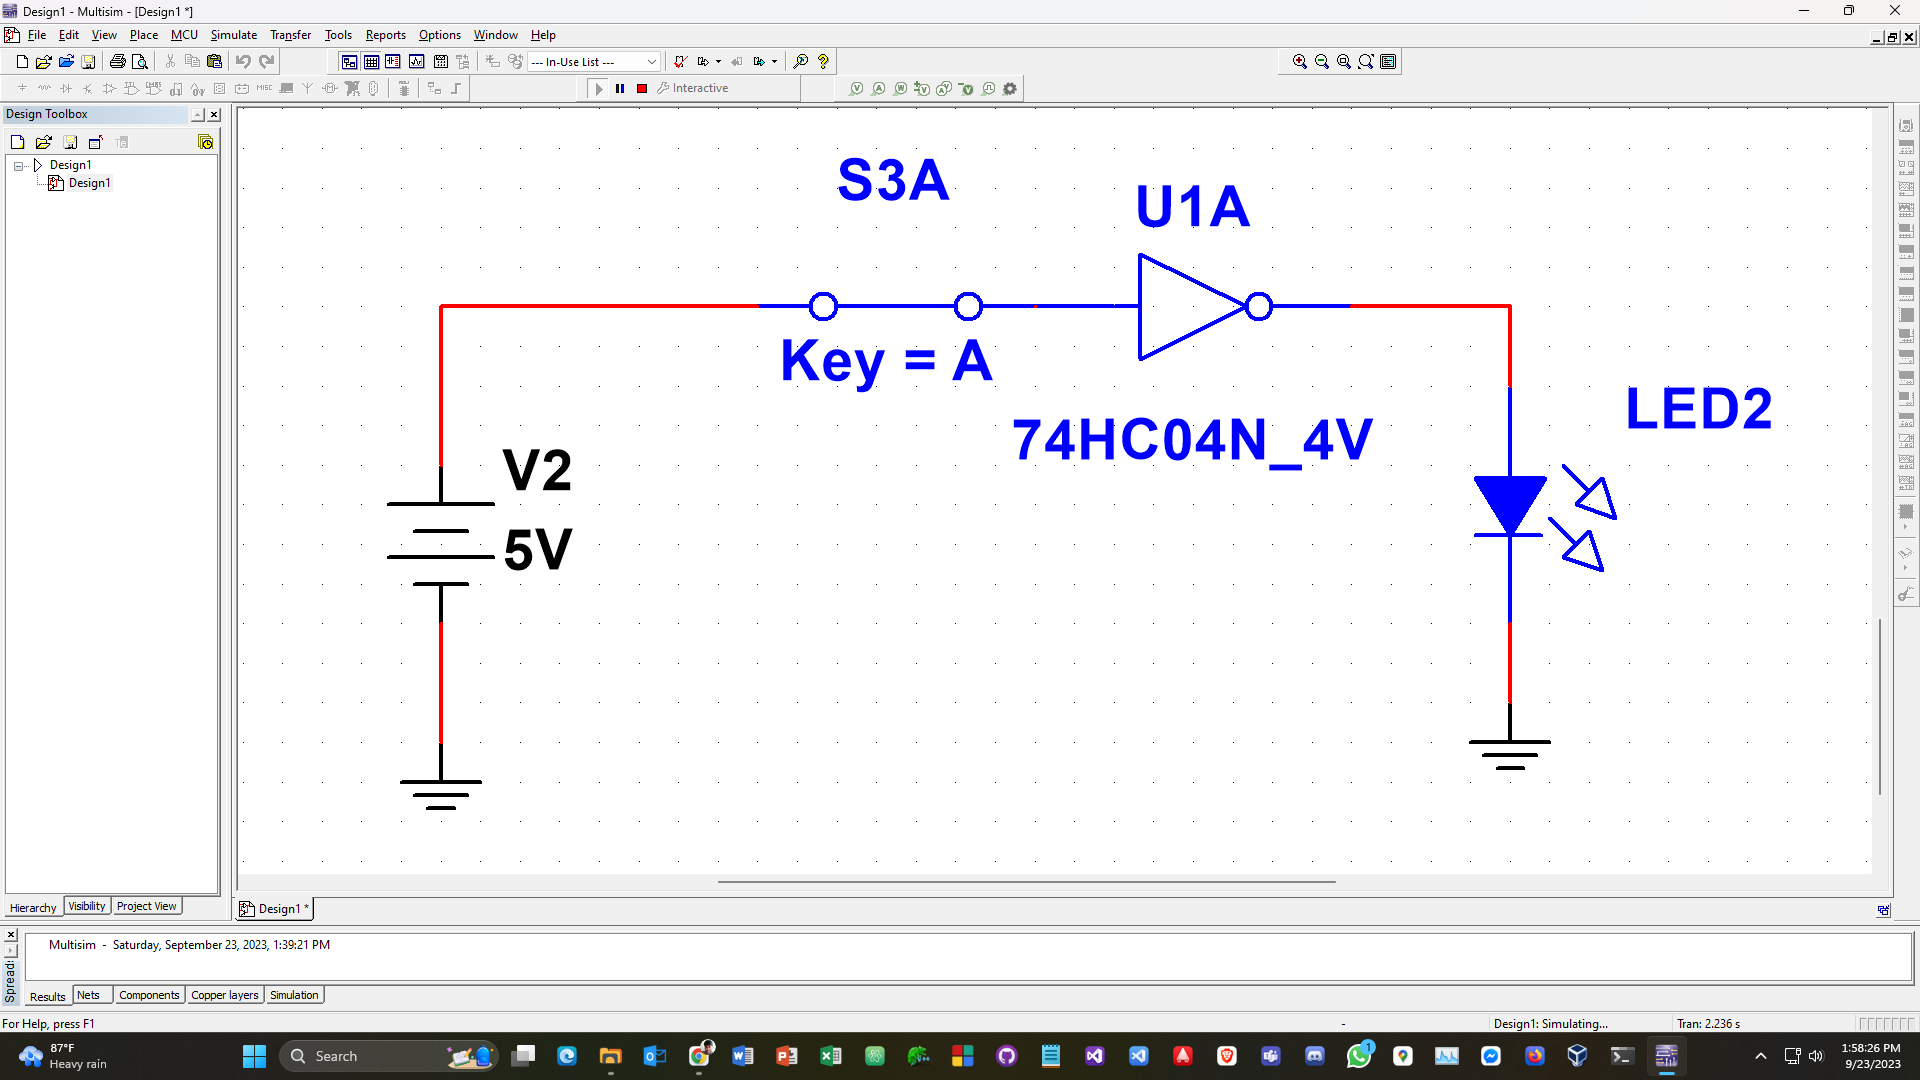 Design1 - Multisim - [Design1 *]
File Edit View Place MCU Simulate Transfer Tools Reports Options Window Help
--- In-Use List ---
Interactive
Design Toolbox
Design1
Design1
S3A
U1A
Key = A
74HC04N_4V
LED2
V2
5V
Hierarchy Visibility Project View
Design1 *
Multisim - Saturday, September 23, 2023, 1:39:21 PM
Spread
Results Nets Components Copper layers Simulation
For Help, press F1
-
Design1: Simulating...
Tran: 2.236 s
87°F
Heavy rain
Search
1
1:58:26 PM
9/23/2023